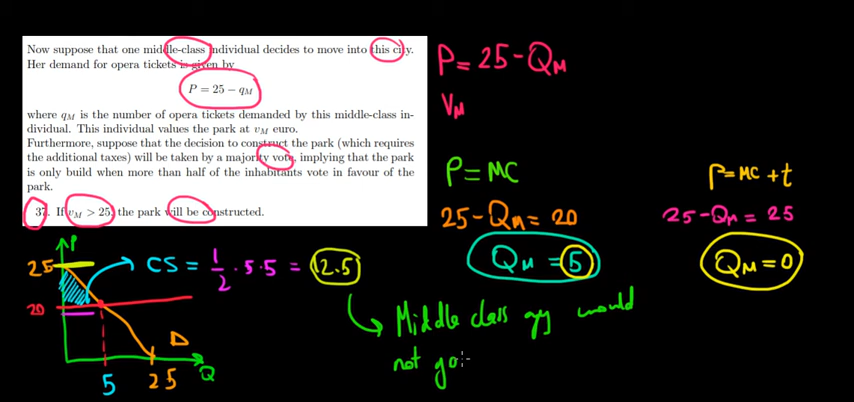 Now suppose that one middle-class individual decides to move into this city.
Her demand for opera tickets is given by
P = 25 − qM
where qM is the number of opera tickets demanded by this middle-class in-
dividual. This individual values the park at vM euro.
Furthermore, suppose that the decision to construct the park (which requires
the additional taxes) will be taken by a majority vote, implying that the park
is only build when more than half of the inhabitants vote in favour of the
park.
37. If vM > 25, the park will be constructed.
P = 25 - QM
VM
P = MC
25 - QM = 20
QM = 5
P = MC + t
25 - QM = 25
QM = 0
P
25
20
5
25
D
Q
CS = 1/2 · 5 · 5 = 12.5
Middle class guy would
not go